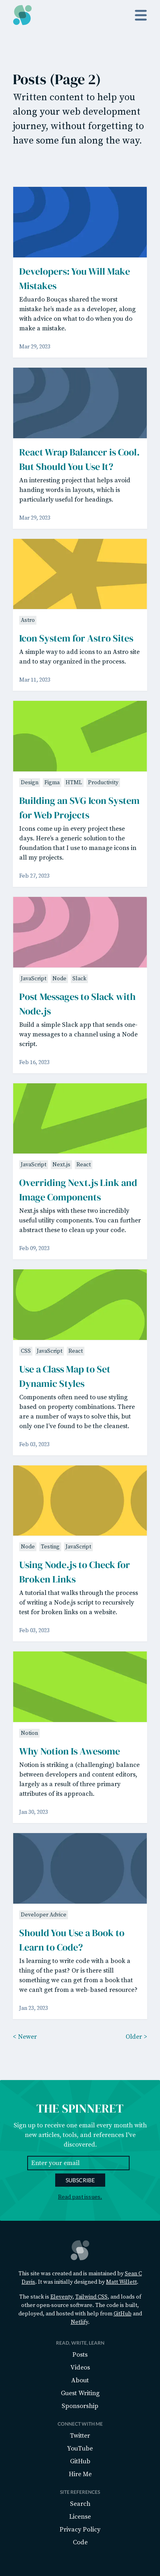 Posts (Page 2)
Written content to help you
along your web development
journey, without forgetting to
have some fun along the way.
Developers: You Will Make
Mistakes
Eduardo Bouças shared the worst
mistake he's made as a developer, along
with advice on what to do when you do
make a mistake.
Mar 29, 2023
React Wrap Balancer is Cool.
But Should You Use It?
An interesting project that helps avoid
handing words in layouts, which is
particularly useful for headings.
Mar 29, 2023
Astro
Icon System for Astro Sites
A simple way to add icons to an Astro site
and to stay organized in the process.
Mar 11, 2023
Design Figma HTML Productivity
Building an SVG Icon System
for Web Projects
Icons come up in every project these
days. Here's a generic solution to the
foundation that I use to manage icons in
all my projects.
Feb 27, 2023
JavaScript Node Slack
Post Messages to Slack with
Node.js
Build a simple Slack app that sends one-
way messages to a channel using a Node
script.
Feb 16, 2023
JavaScript Next.js React
Overriding Next.js Link and
Image Components
Next.js ships with these two incredibly
useful utility components. You can further
abstract these to clean up your code.
Feb 09, 2023
CSS JavaScript React
Use a Class Map to Set
Dynamic Styles
Components often need to use styling
based on property combinations. There
are a number of ways to solve this, but
only one I've found to be the cleanest.
Feb 03, 2023
Node Testing JavaScript
Using Node.js to Check for
Broken Links
A tutorial that walks through the process
of writing a Node.js script to recursively
test for broken links on a website.
Feb 03, 2023
Notion
Why Notion Is Awesome
Notion is striking a (challenging) balance
between developers and content editors,
largely as a result of these primary
attributes of its approach.
Jan 30, 2023
Developer Advice
Should You Use a Book to
Learn to Code?
Is learning to write code with a book a
thing of the past? Or is there still
something we can get from a book that
we can't get from a web-based resource?
Jan 23, 2023
< Newer Older >
THE SPINNERET
Sign up to receive our email every month with
two articles, tools, and references I've
discovered.
Enter your email
SUBSCRIBE
Read past issues.
This site was created and is maintained by Sean C
Davis. It was initially designed by Matt Willett.
The stack is Eleventy, Tailwind CSS, and loads of
other open-source software. The code is built,
deployed, and hosted with help from GitHub and
Netlify.
READ, WRITE, LEARN
Posts
Videos
About
Guest Writing
Sponsorship
CONNECT WITH ME
Twitter
YouTube
GitHub
Hire Me
SITE REFERENCES
Search
License
Privacy Policy
Code